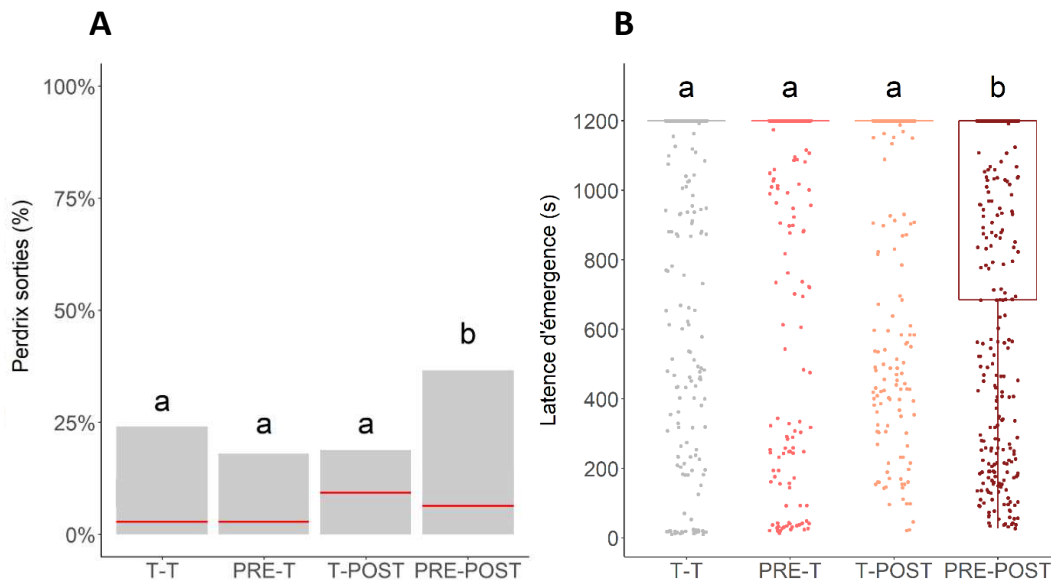 A
Perdrix sorties (%)
100%
75%
50%
25%
0%
a
a
a
b
T-T
PRE-T
T-POST
PRE-POST
B
Latence d'émergence (s)
1200
1000
800
600
400
200
0
a
a
a
b
T-T
PRE-T
T-POST
PRE-POST